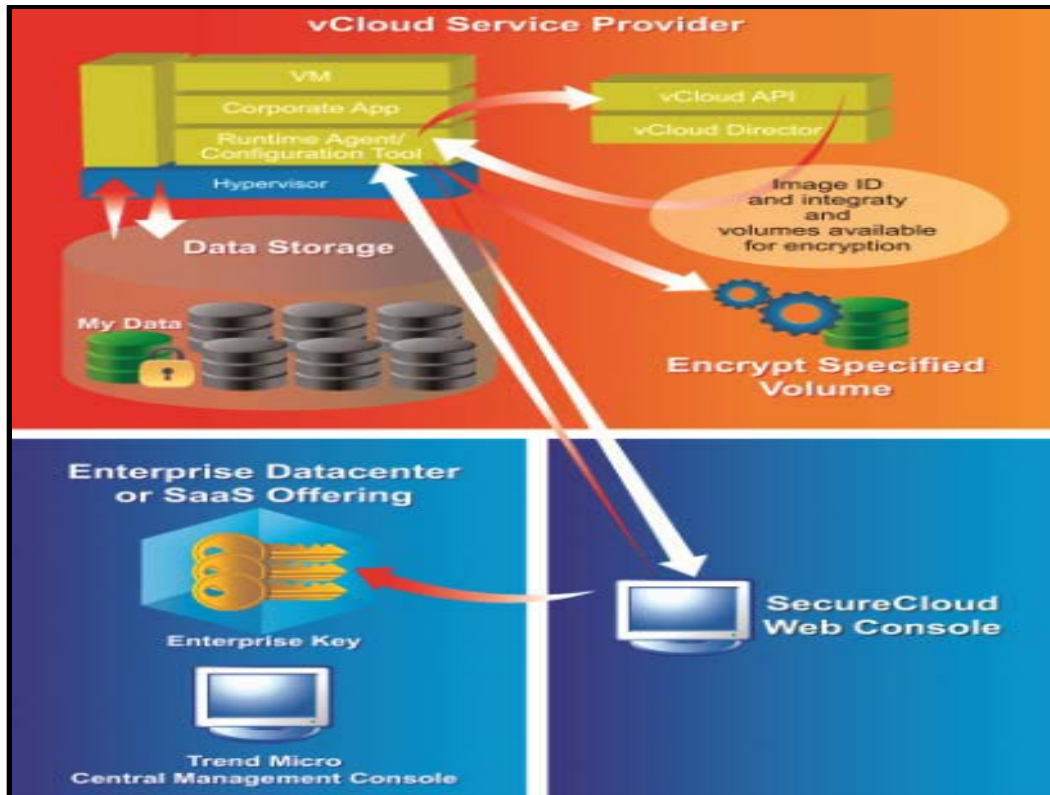 vCloud Service Provider
VM
Corporate App
Runtime Agent/
Configuration Tool
Hypervisor
vCloud API
vCloud Director
Image ID
and integraty
and
volumes available
for encryption
Data Storage
My Data
Encrypt Specified
Volume
Enterprise Datacenter
or SaaS Offering
Enterprise Key
Trend Micro
Central Management Console
SecureCloud
Web Console